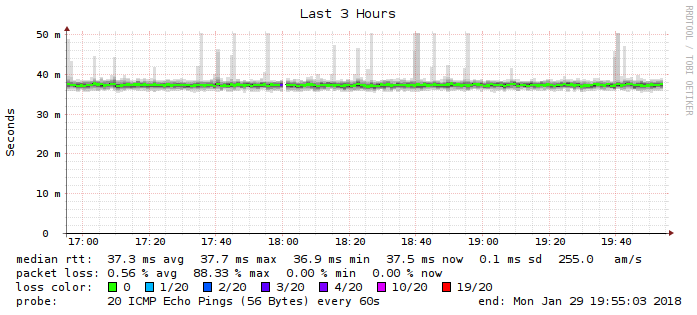 Last 3 Hours
RRDTOOL / TOBI OETIKER
Seconds
50 m
40 m
30 m
20 m
10 m
0
17:00 17:20 17:40 18:00 18:20 18:40 19:00 19:20 19:40
median rtt: 37.3 ms avg 37.7 ms max 36.9 ms min 37.5 ms now 0.1 ms sd 255.0 am/s
packet loss: 0.56 % avg 88.33 % max 0.00 % min 0.00 % now
loss color: 0 1/20 2/20 3/20 4/20 10/20 19/20
probe: 20 ICMP Echo Pings (56 Bytes) every 60s end: Mon Jan 29 19:55:03 2018